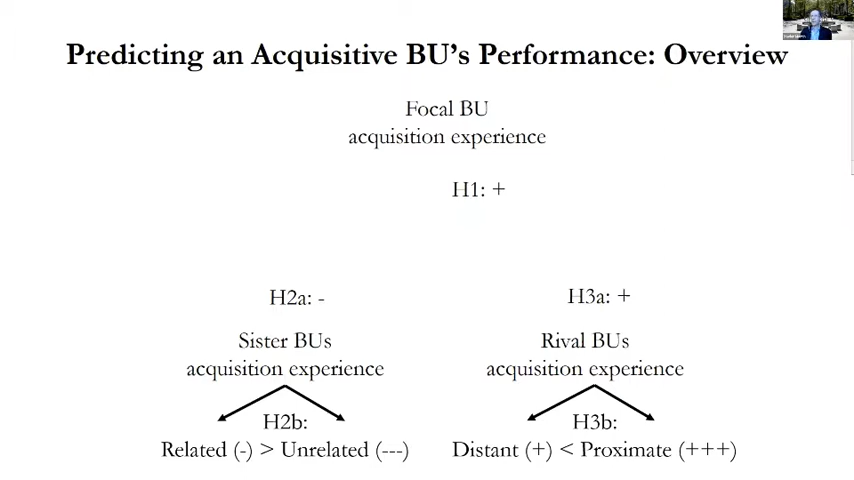 Predicting an Acquisitive BU's Performance: Overview
Focal BU
acquisition experience
H1: +
H2a: -
H3a: +
Sister BUs
acquisition experience
Rival BUs
acquisition experience
H2b:
Related (-) > Unrelated (---)
H3b:
Distant (+) < Proximate (+++)